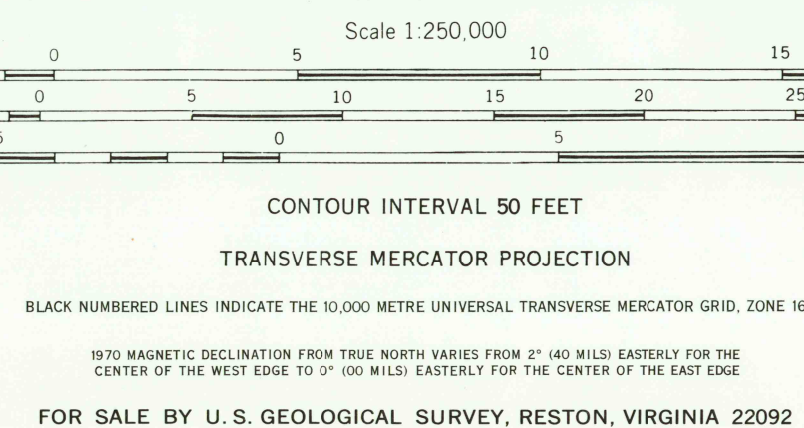 Scale 1:250,000
0 5 10 15
0 5 10 15 20 25
5 0 5
CONTOUR INTERVAL 50 FEET
TRANSVERSE MERCATOR PROJECTION
BLACK NUMBERED LINES INDICATE THE 10,000 METRE UNIVERSAL TRANSVERSE MERCATOR GRID, ZONE 16
1970 MAGNETIC DECLINATION FROM TRUE NORTH VARIES FROM 2° (40 MILS) EASTERLY FOR THE
CENTER OF THE WEST EDGE TO 0° (00 MILS) EASTERLY FOR THE CENTER OF THE EAST EDGE
FOR SALE BY U.S. GEOLOGICAL SURVEY, RESTON, VIRGINIA 22092